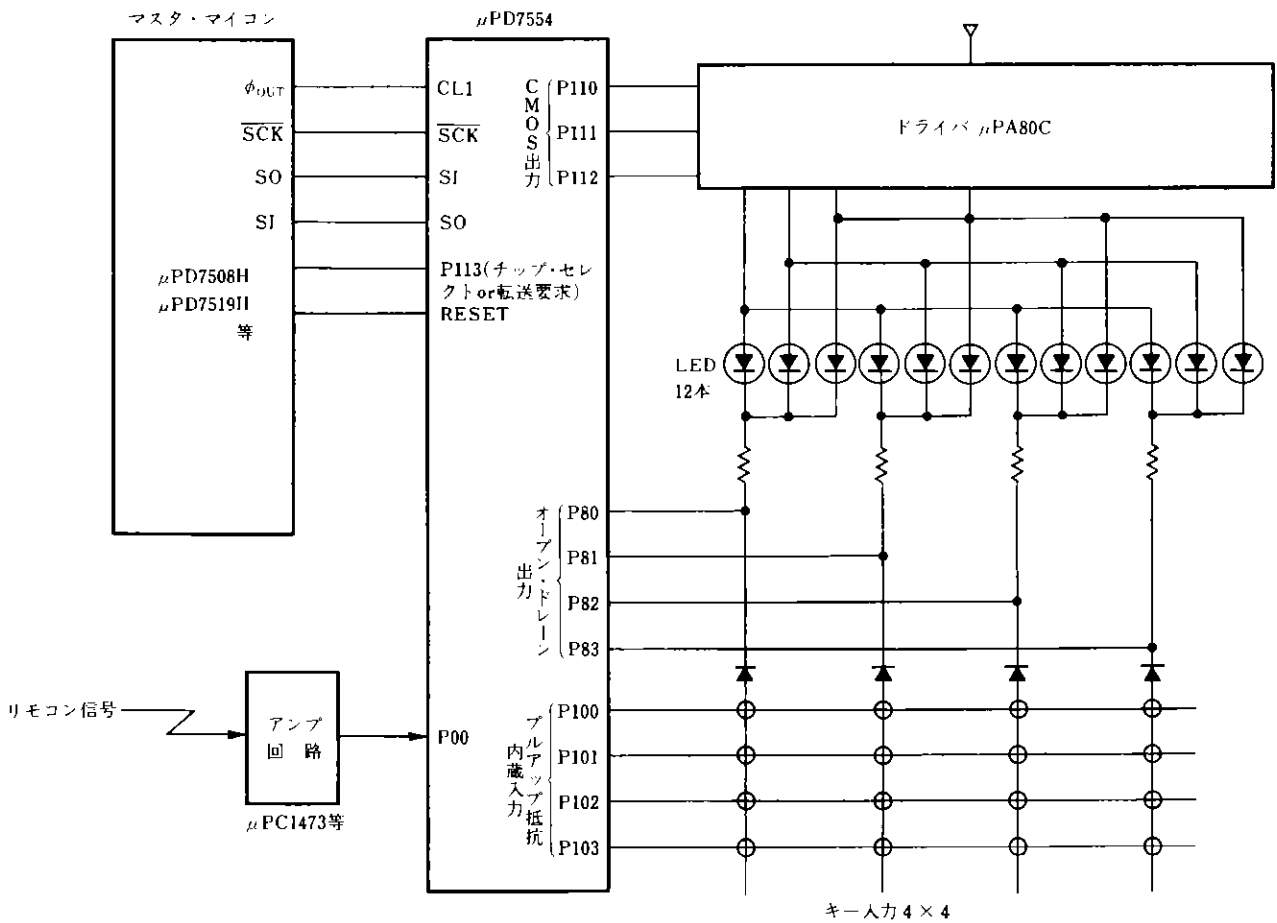 マスタ・マイコン
φOUT
SCK
SO
SI
μPD7508H
μPD7519H
等
μPD7554
CL1
SCK
SI
SO
P113(チップ・セレ
クトor転送要求)
RESET
CMOS出力
P110
P111
P112
ドライバ μPA80C
LED
12本
オープン・ドレーン
出力
P80
P81
P82
P83
リモコン信号
アンプ
回 路
μPC1473等
P00
プルアップ抵抗
内蔵入力
P100
P101
P102
P103
キー入力 4 × 4